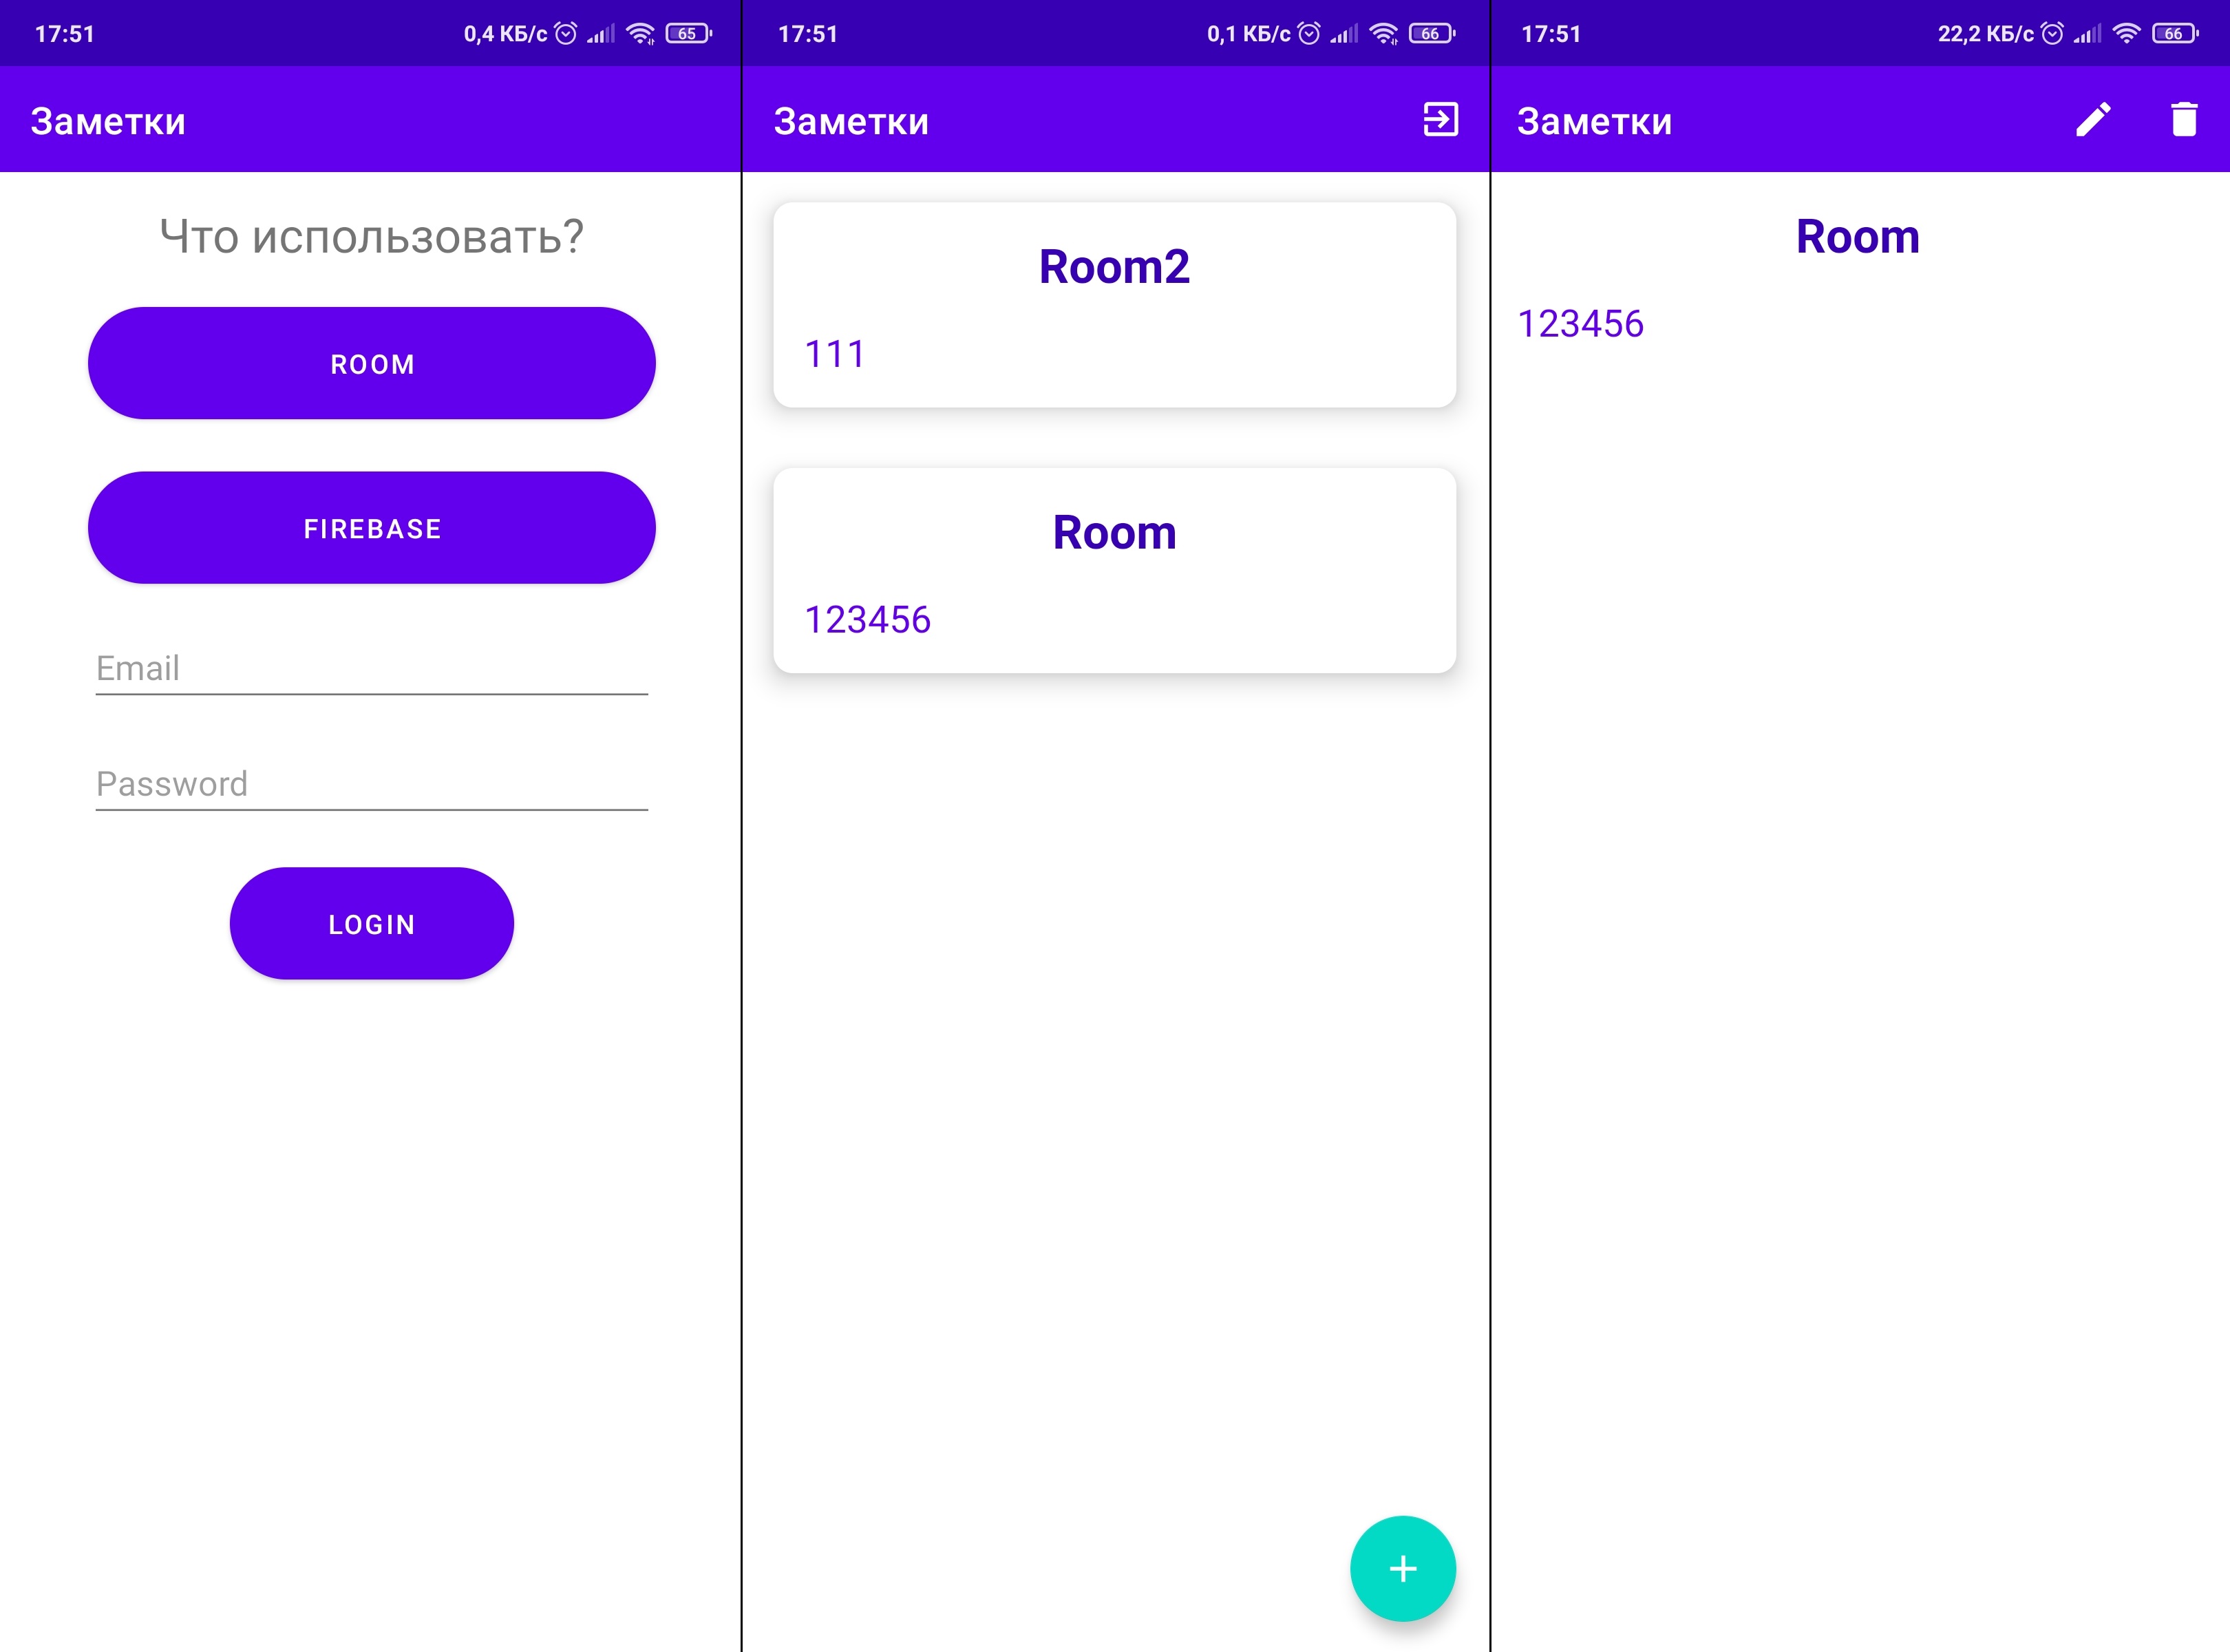 17:51 0,4 КБ/с 65
Заметки
Что использовать?
ROOM
FIREBASE
Email
Password
LOGIN
17:51 0,1 КБ/с 66
Заметки
Room2
111
Room
123456
+
17:51 22,2 КБ/с 66
Заметки
Room
123456